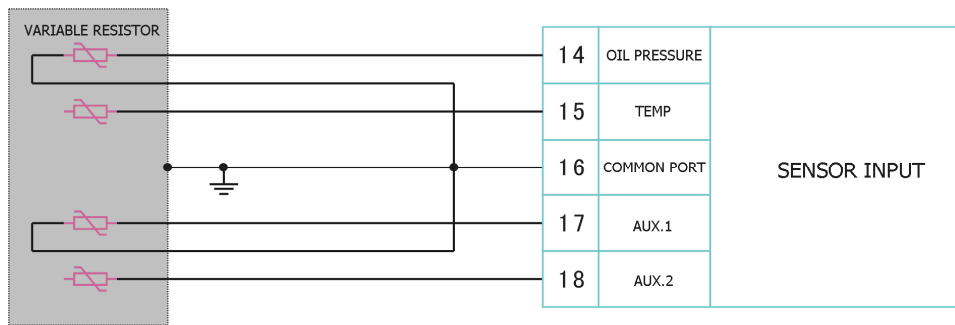 VARIABLE RESISTOR
14 OIL PRESSURE
15 TEMP
16 COMMON PORT
SENSOR INPUT
17 AUX.1
18 AUX.2